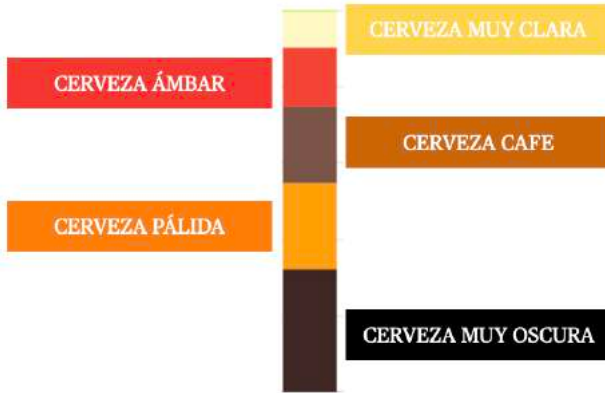 CERVEZA MUY CLARA
CERVEZA ÁMBAR
CERVEZA CAFE
CERVEZA PÁLIDA
CERVEZA MUY OSCURA